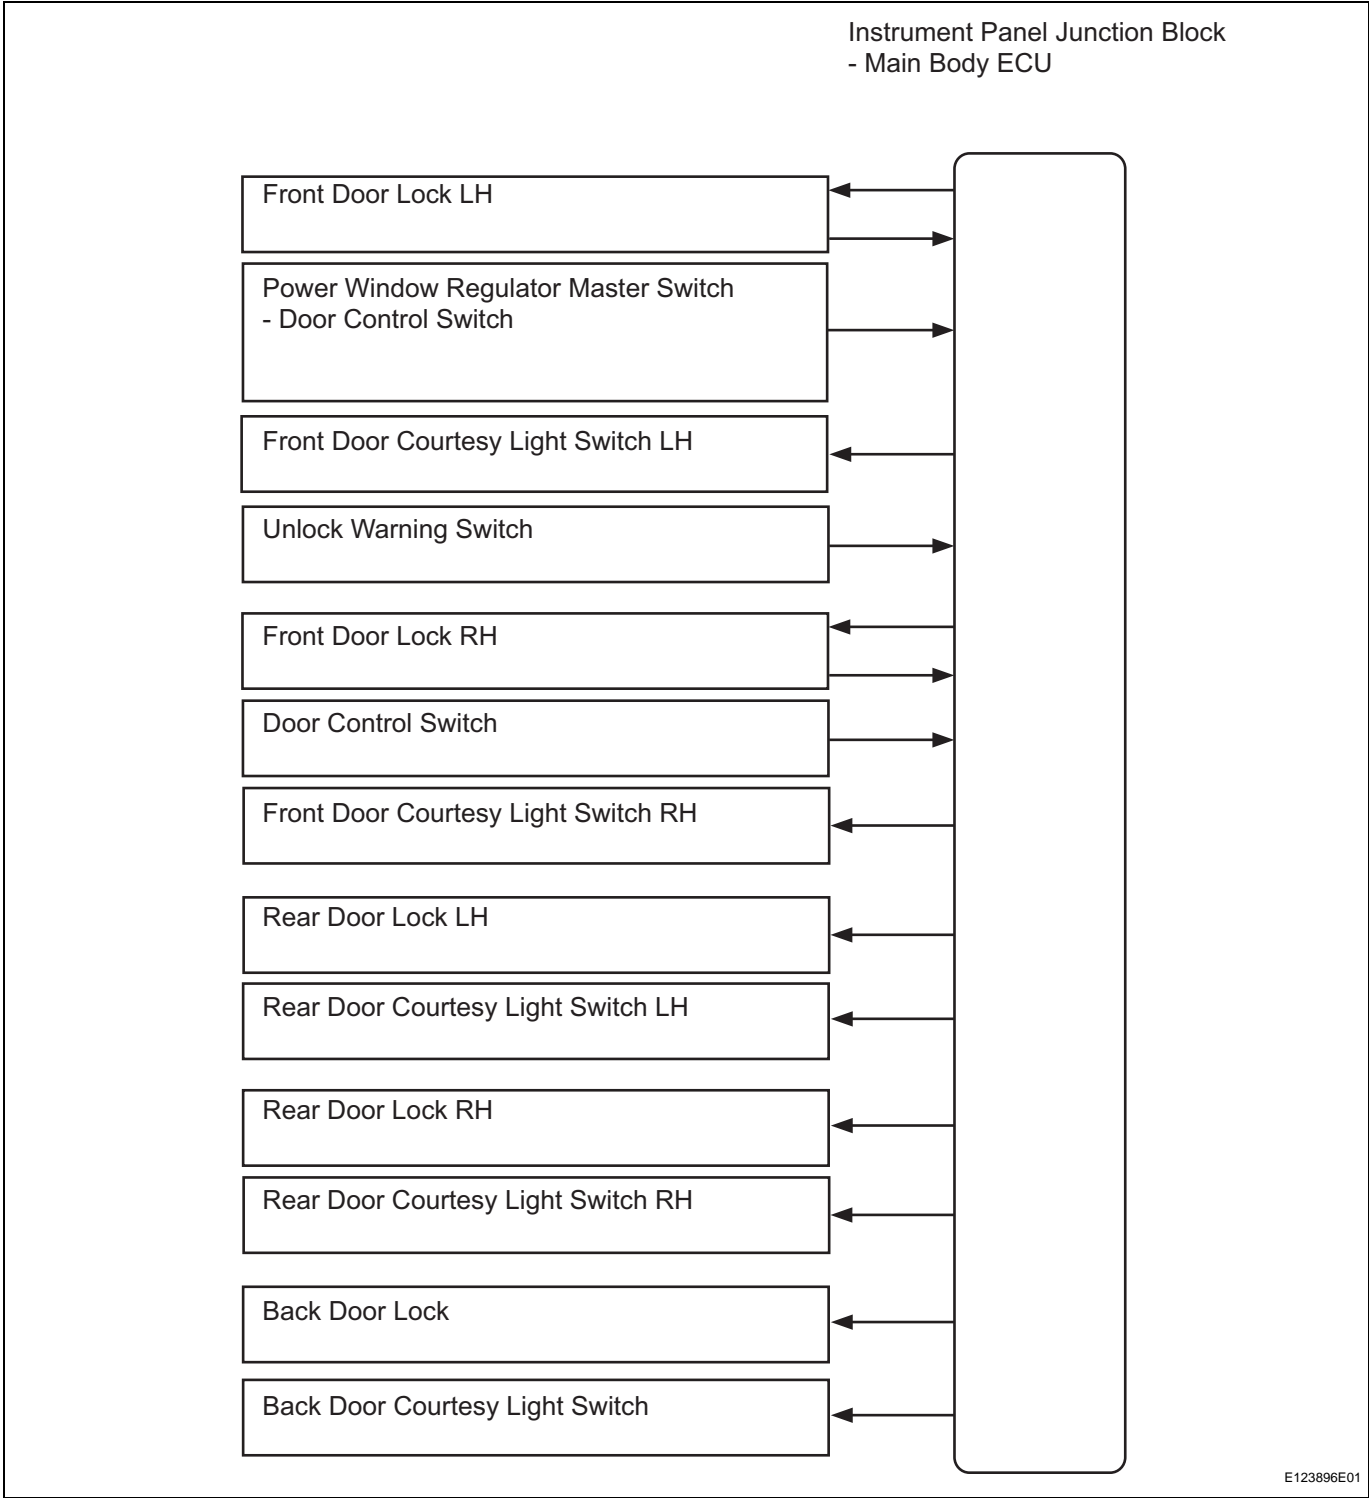 Instrument Panel Junction Block
- Main Body ECU
Front Door Lock LH
Power Window Regulator Master Switch
- Door Control Switch
Front Door Courtesy Light Switch LH
Unlock Warning Switch
Front Door Lock RH
Door Control Switch
Front Door Courtesy Light Switch RH
Rear Door Lock LH
Rear Door Courtesy Light Switch LH
Rear Door Lock RH
Rear Door Courtesy Light Switch RH
Back Door Lock
Back Door Courtesy Light Switch
E123896E01